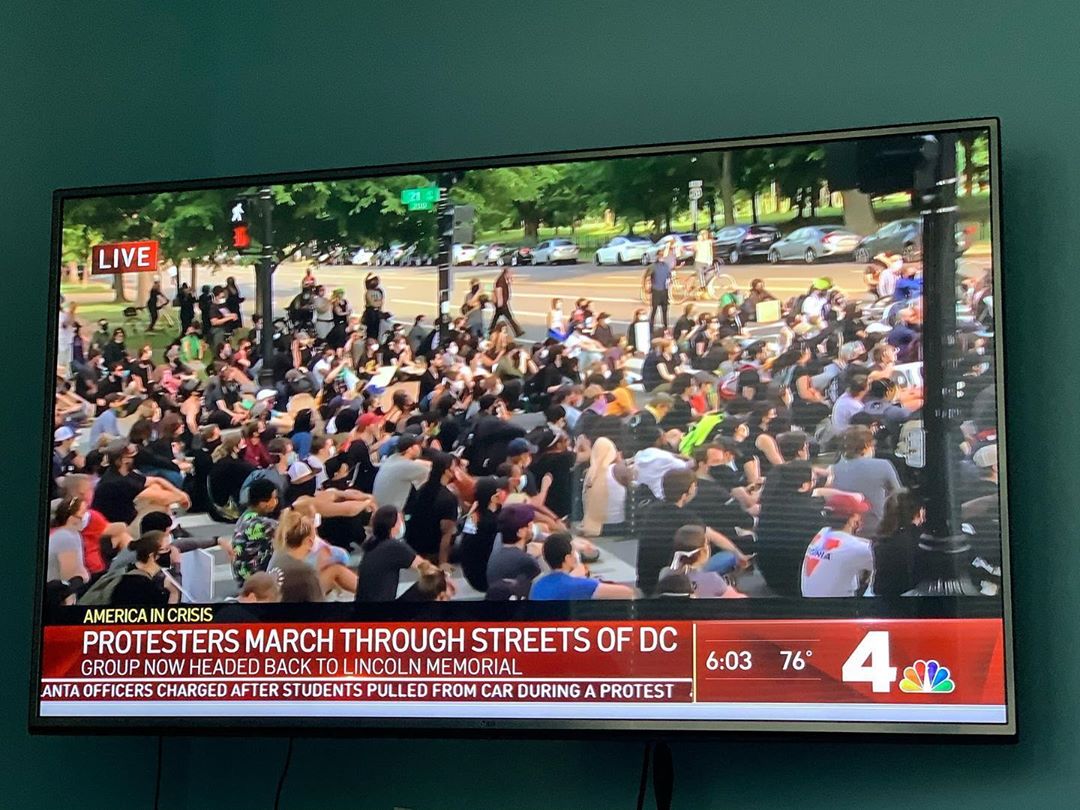 21
LIVE
AMERICA IN CRISIS
PROTESTERS MARCH THROUGH STREETS OF DC
GROUP NOW HEADED BACK TO LINCOLN MEMORIAL
ANTA OFFICERS CHARGED AFTER STUDENTS PULLED FROM CAR DURING A PROTEST
6:03 76°
4